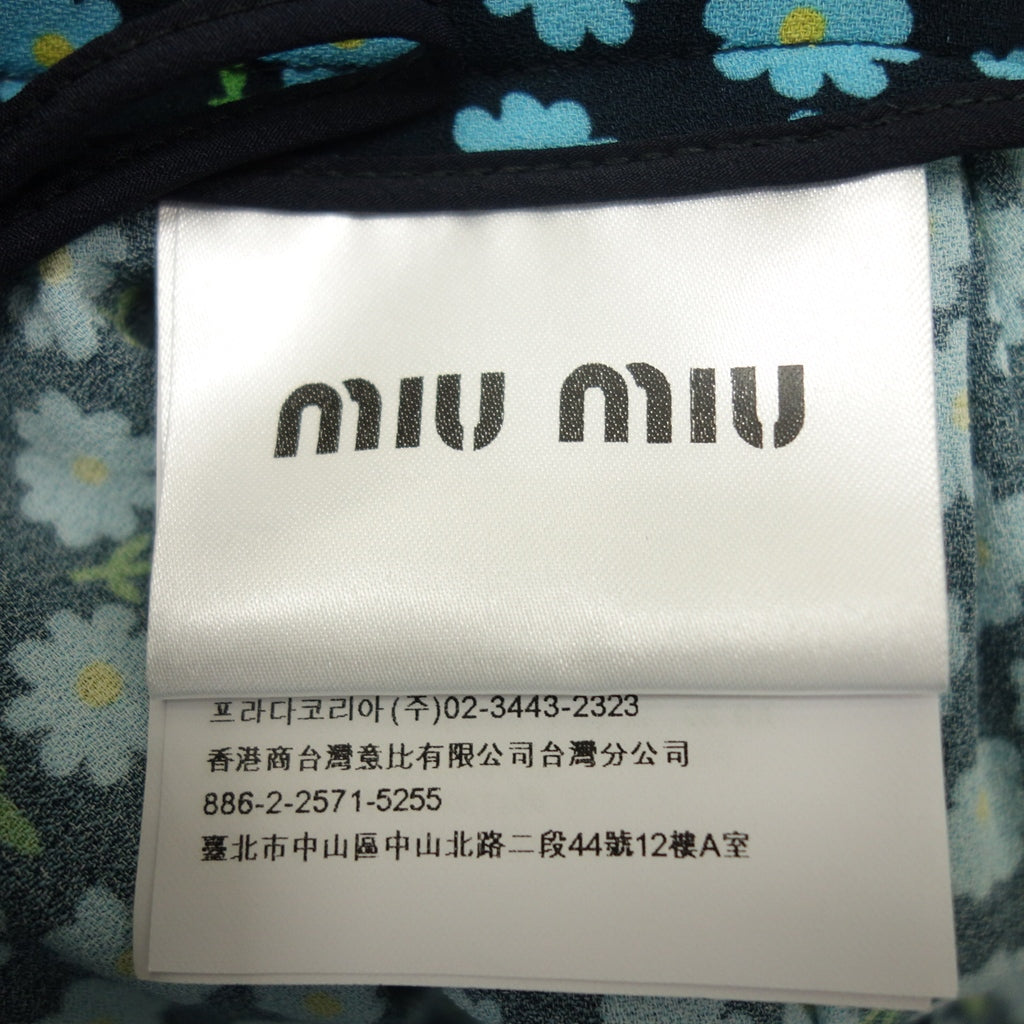 miu miu
프라다코리아(주)02-3443-2323
香港商台灣意比有限公司台灣分公司
886-2-2571-5255
臺北市中山區中山北路二段44號12樓A室